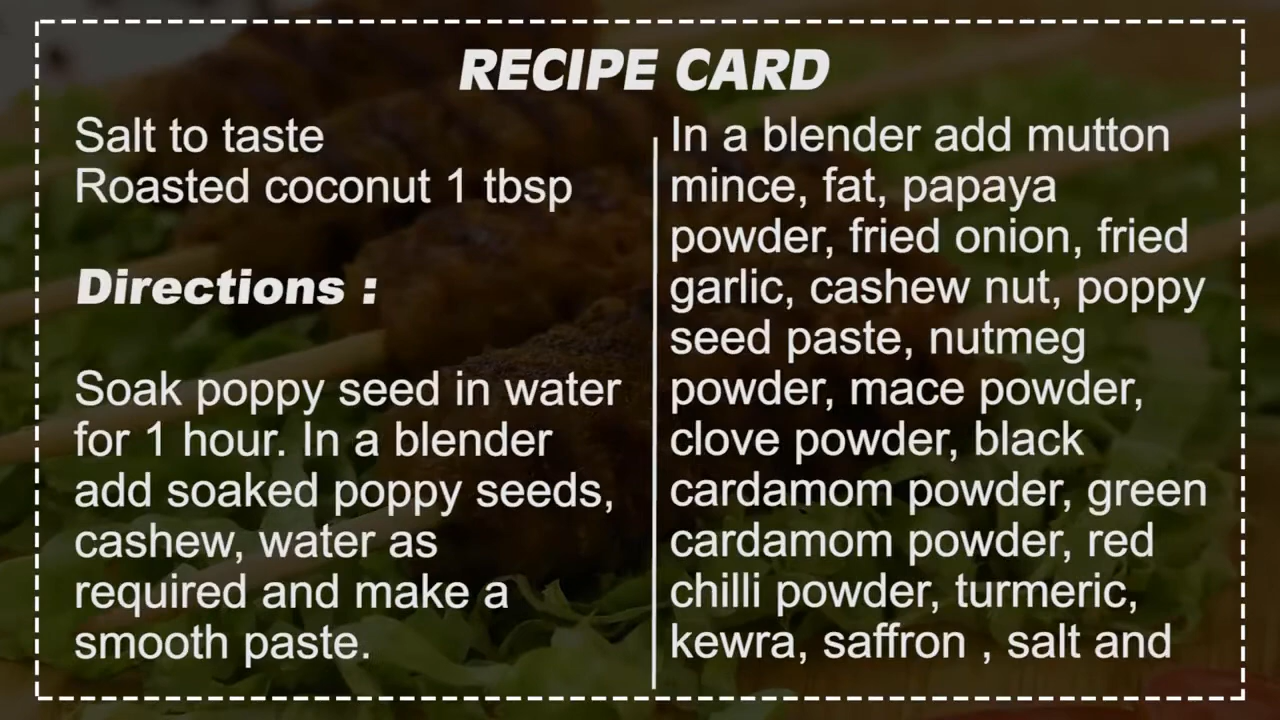 RECIPE CARD
Salt to taste
Roasted coconut 1 tbsp
Directions :
Soak poppy seed in water
for 1 hour. In a blender
add soaked poppy seeds,
cashew, water as
required and make a
smooth paste.
In a blender add mutton
mince, fat, papaya
powder, fried onion, fried
garlic, cashew nut, poppy
seed paste, nutmeg
powder, mace powder,
clove powder, black
cardamom powder, green
cardamom powder, red
chilli powder, turmeric,
kewra, saffron , salt and